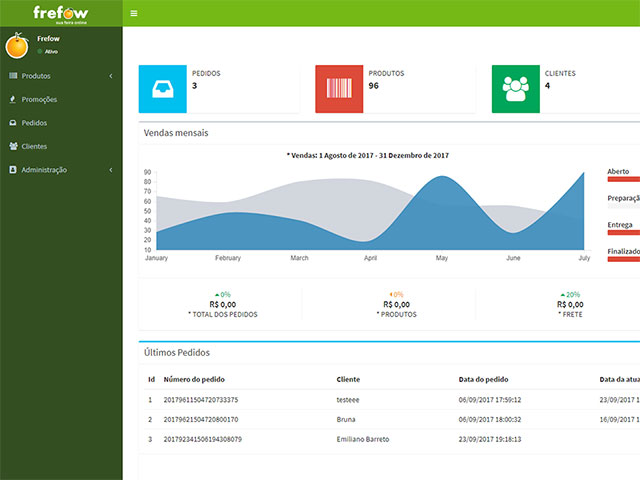 frefow
sua feira online
Frefow
Ativo
Produtos
Promoções
Pedidos
Clientes
Administração
PEDIDOS
3
PRODUTOS
96
CLIENTES
4
Vendas mensais
* Vendas: 1 Agosto de 2017 - 31 Dezembro de 2017
90
80
70
60
50
40
30
20
10
January February March April May June July
Aberto
Preparaçã
Entrega
Finalizado
0% 0% 20%
R$ 0,00 R$ 0,00 R$ 0,00
* TOTAL DOS PEDIDOS * PRODUTOS * FRETE
Últimos Pedidos
Id Número do pedido Cliente Data do pedido Data da atua
1 20179611504720733375 testeee 06/09/2017 17:59:12 23/09/2017 1
2 20179621504720800170 Bruna 06/09/2017 18:00:32 16/09/2017 1
3 201792341506194308079 Emiliano Barreto 23/09/2017 19:18:13